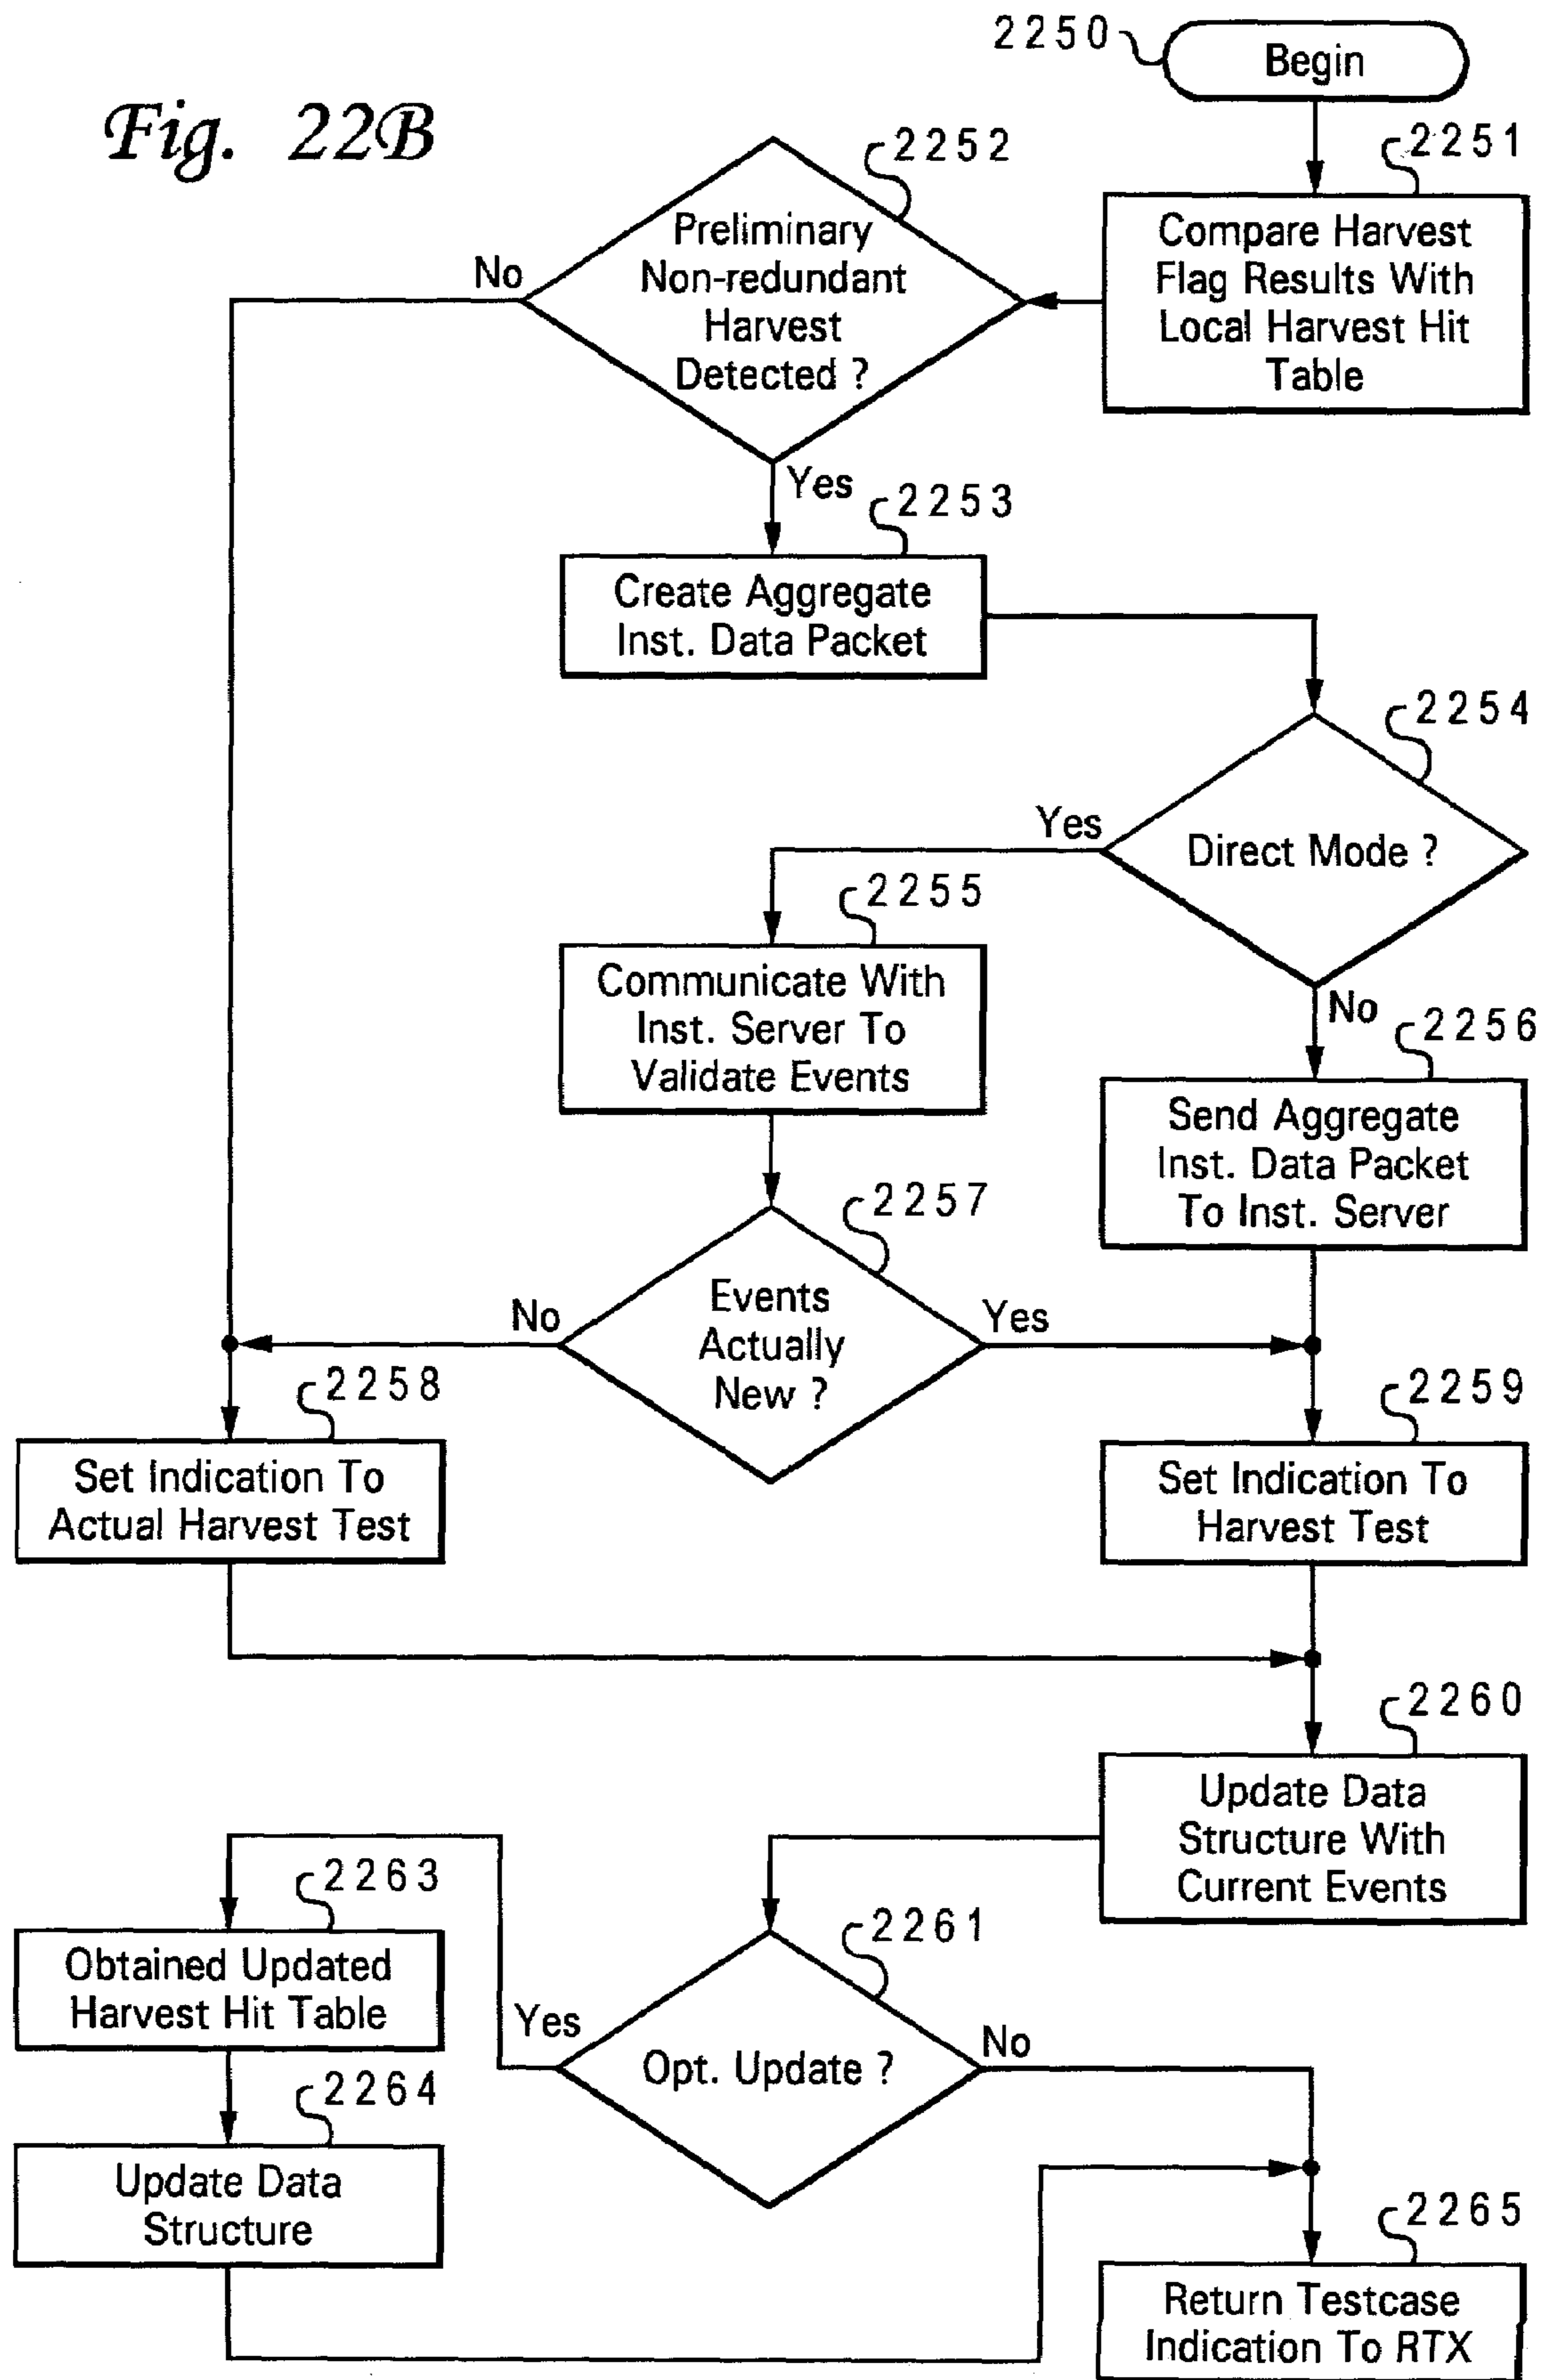 Fig. 22B
2250
Begin
2251
Compare Harvest
Flag Results With
Local Harvest Hit
Table
2252
Preliminary
Non-redundant
Harvest
Detected ?
No
Yes
2253
Create Aggregate
Inst. Data Packet
2254
Direct Mode ?
Yes
No
2255
Communicate With
Inst. Server To
Validate Events
2256
Send Aggregate
Inst. Data Packet
To Inst. Server
2257
Events
Actually
New ?
No
Yes
2258
Set Indication To
Actual Harvest Test
2259
Set Indication To
Harvest Test
2260
Update Data
Structure With
Current Events
2261
Opt. Update ?
Yes
No
2263
Obtained Updated
Harvest Hit Table
2264
Update Data
Structure
2265
Return Testcase
Indication To RTX